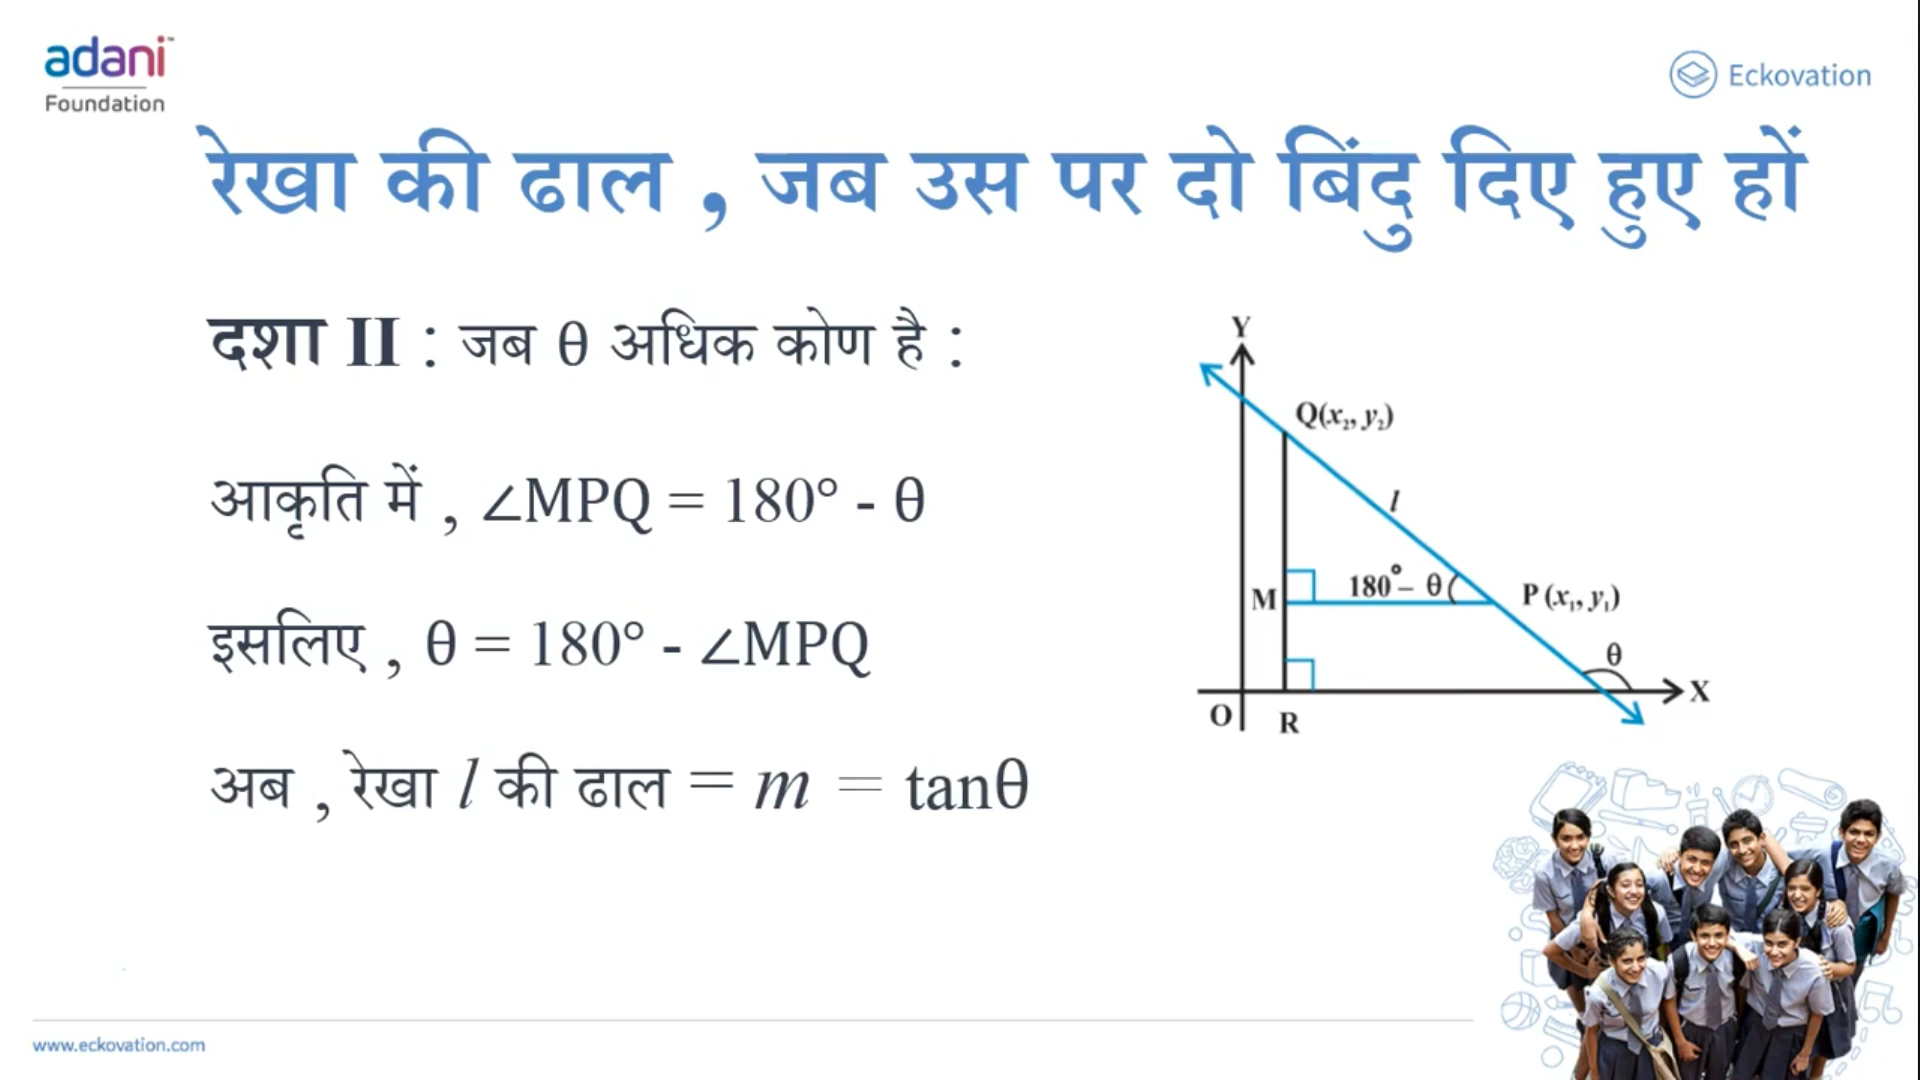 adani™
Foundation
Eckovation
रेखा की ढाल , जब उस पर दो बिंदु दिए हुए हों
दशा II : जब θ अधिक कोण है :
आकृति में , ∠MPQ = 180° - θ
इसलिए , θ = 180° - ∠MPQ
अब , रेखा l की ढाल = m = tanθ
Y
Q(x₂, y₂)
l
M
180° – θ
P (x₁, y₁)
θ
X
O
R
www.eckovation.com